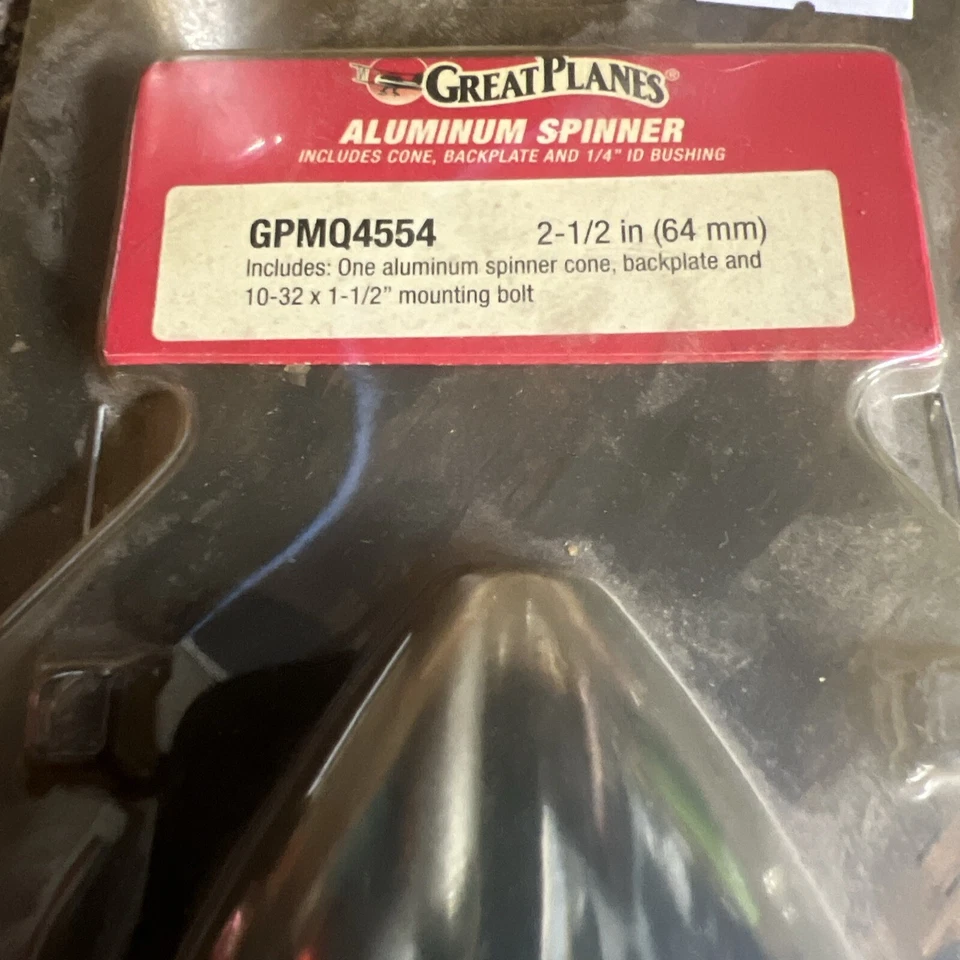 GREAT PLANES®
ALUMINUM SPINNER
INCLUDES CONE, BACKPLATE AND 1/4" ID BUSHING
GPMQ4554 2-1/2 in (64 mm)
Includes: One aluminum spinner cone, backplate and
10-32 x 1-1/2” mounting bolt